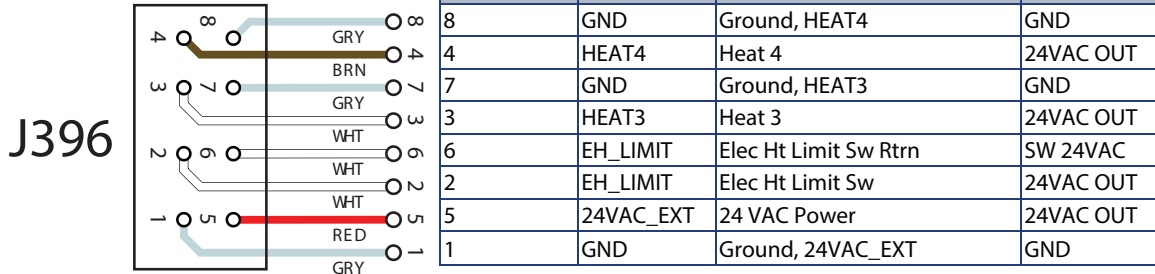 J396
4 8 GRY 8
BRN 4
3 7 GRY 7
WHT 3
2 6 WHT 6
WHT 2
1 5 RED 5
GRY 1
8 GND Ground, HEAT4 GND
4 HEAT4 Heat 4 24VAC OUT
7 GND Ground, HEAT3 GND
3 HEAT3 Heat 3 24VAC OUT
6 EH_LIMIT Elec Ht Limit Sw Rtrn SW 24VAC
2 EH_LIMIT Elec Ht Limit Sw 24VAC OUT
5 24VAC_EXT 24 VAC Power 24VAC OUT
1 GND Ground, 24VAC_EXT GND